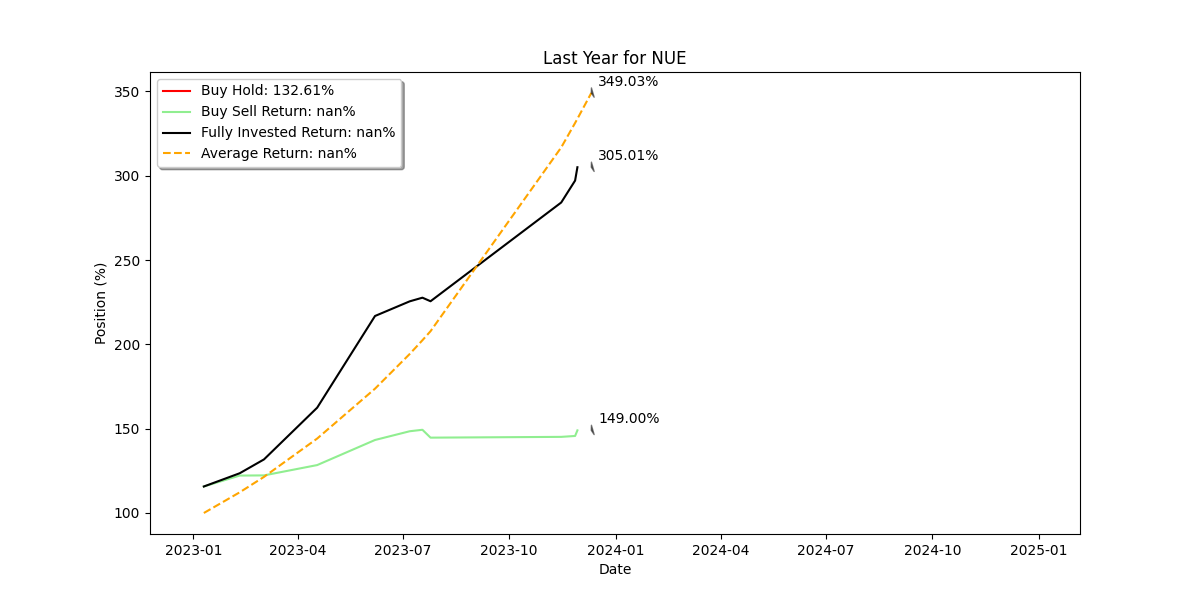 Last Year for NUE
Buy Hold: 132.61%
Buy Sell Return: nan%
Fully Invested Return: nan%
Average Return: nan%
349.03%
305.01%
149.00%
350
300
250
200
150
100
Position (%)
2023-01 2023-04 2023-07 2023-10 2024-01 2024-04 2024-07 2024-10 2025-01
Date